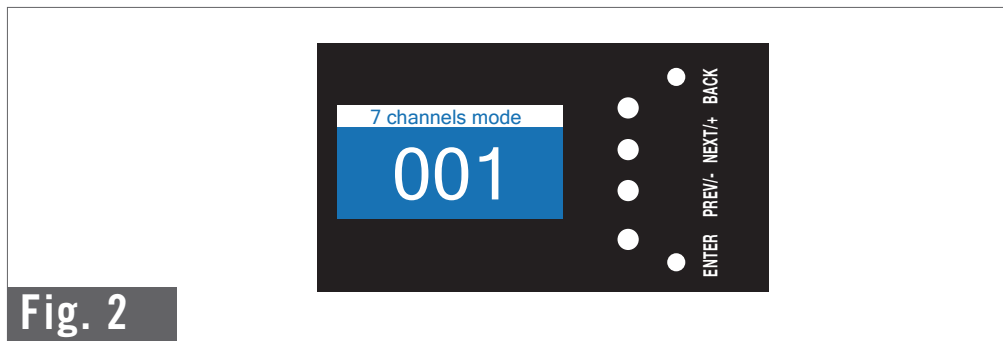 7 channels mode
001
BACK
NEXT/+
PREV/-
ENTER
Fig. 2